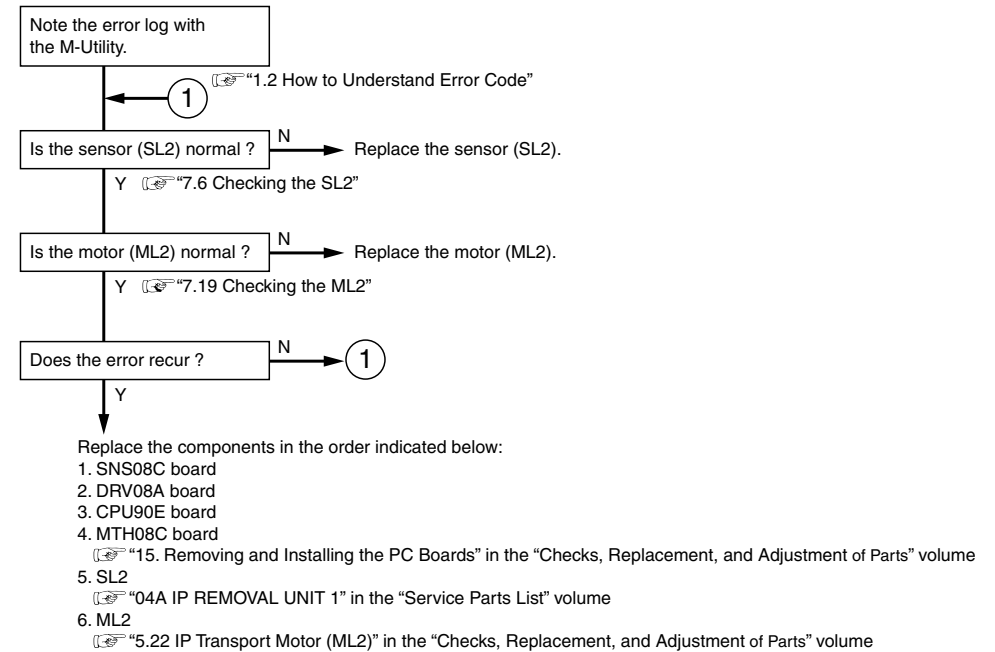 Note the error log with
the M-Utility.
“1.2 How to Understand Error Code”
1
Is the sensor (SL2) normal ?
N
Replace the sensor (SL2).
Y
“7.6 Checking the SL2”
Is the motor (ML2) normal ?
N
Replace the motor (ML2).
Y
“7.19 Checking the ML2”
Does the error recur ?
N
1
Y
Replace the components in the order indicated below:
1. SNS08C board
2. DRV08A board
3. CPU90E board
4. MTH08C board
“15. Removing and Installing the PC Boards” in the “Checks, Replacement, and Adjustment of Parts” volume
5. SL2
“04A IP REMOVAL UNIT 1” in the “Service Parts List” volume
6. ML2
“5.22 IP Transport Motor (ML2)” in the “Checks, Replacement, and Adjustment of Parts” volume